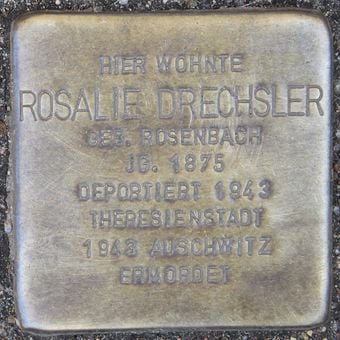 HIER WOHNTE
ROSALIE DRECHSLER
GEB. ROSENBACH
JG. 1875
DEPORTIERT 1943
THERESIENSTADT
1943 AUSCHWITZ
ERMORDET